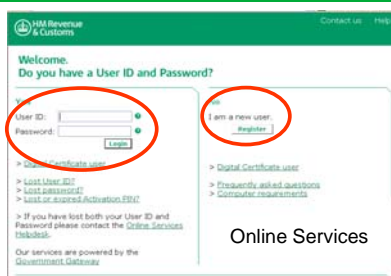 HM Revenue
& Customs
Contact us Help
Welcome.
Do you have a User ID and Password?
Yes
User ID:
Password:
Login
> Digital Certificate user
> Lost User ID?
> Lost password?
> Lost or expired Activation PIN?
> If you have lost both your User ID and
Password please contact the Online Services
Helpdesk.
Our services are powered by the
Government Gateway
No
I am a new user.
Register
> Digital Certificate user
> Frequently asked questions
> Computer requirements
Online Services